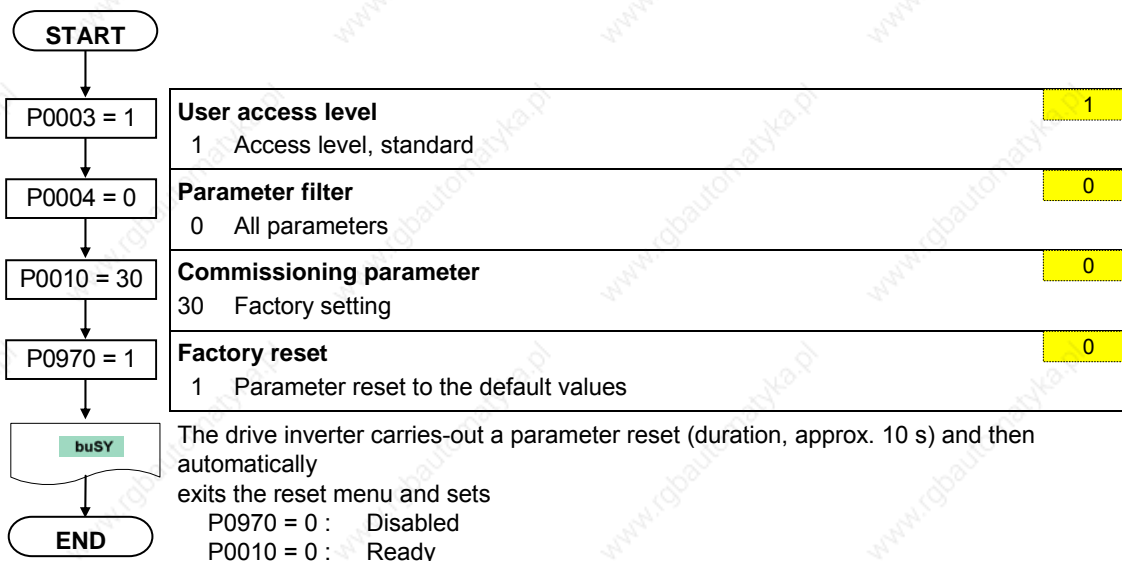 START
P0003 = 1
User access level 1
1 Access level, standard
P0004 = 0
Parameter filter 0
0 All parameters
P0010 = 30
Commissioning parameter 0
30 Factory setting
P0970 = 1
Factory reset 0
1 Parameter reset to the default values
buSY
The drive inverter carries-out a parameter reset (duration, approx. 10 s) and then
automatically
exits the reset menu and sets
P0970 = 0 : Disabled
P0010 = 0 : Ready
END
www.rgbautomatyka.pl